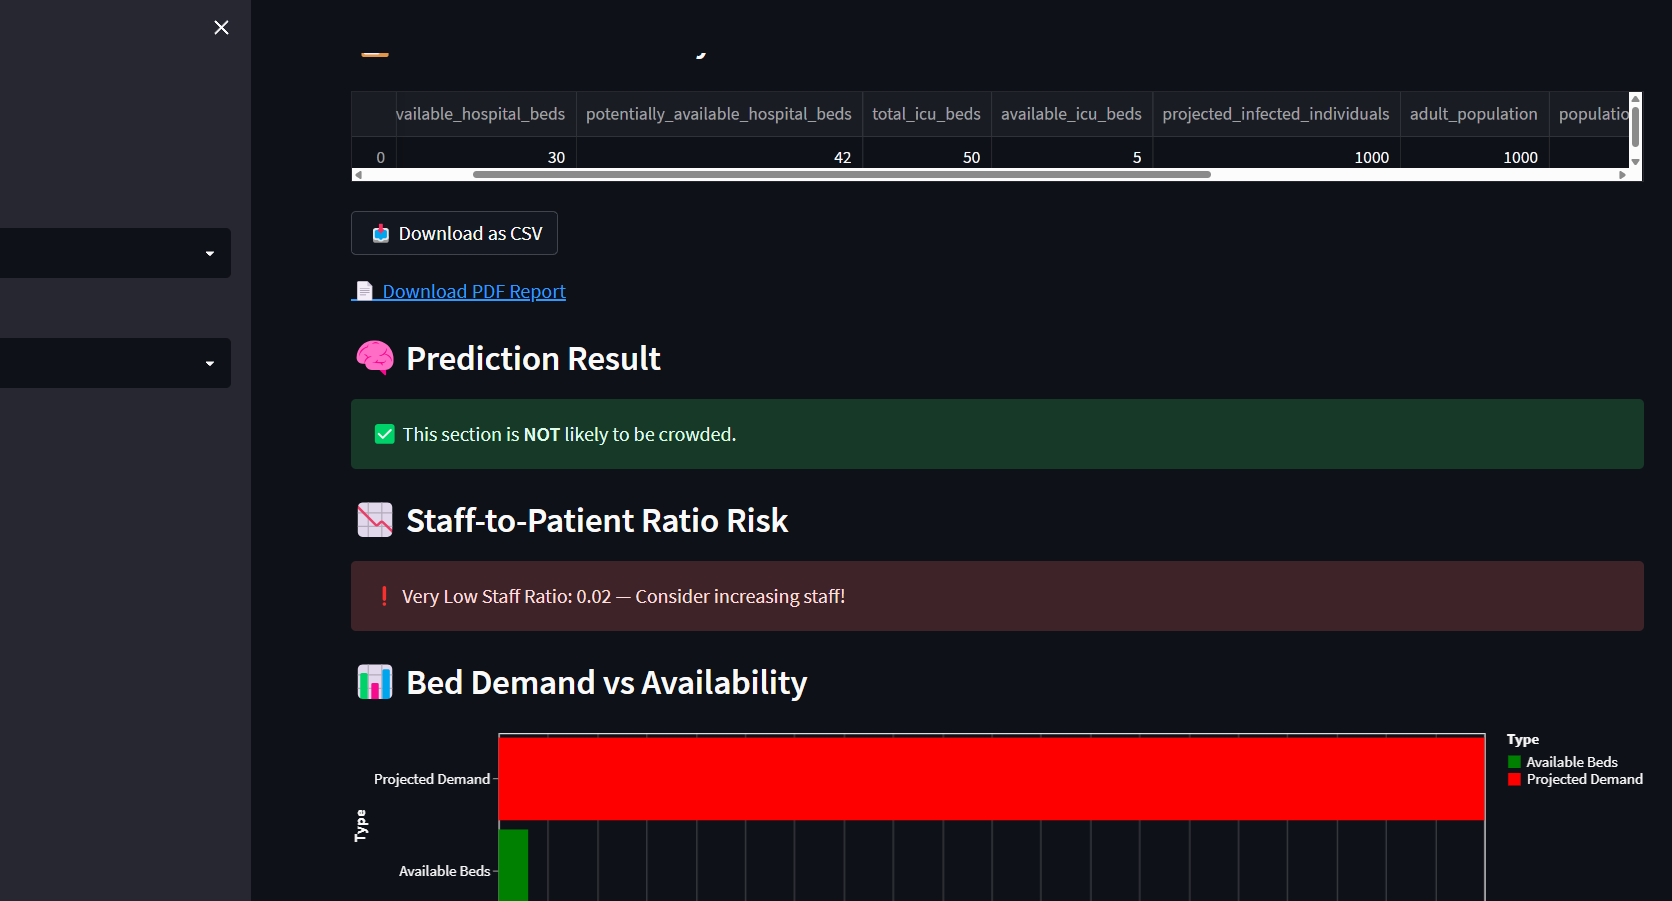 vailable_hospital_beds potentially_available_hospital_beds total_icu_beds available_icu_beds projected_infected_individuals adult_population populatio
0 30 42 50 5 1000 1000
Download as CSV
Download PDF Report
Prediction Result
This section is NOT likely to be crowded.
Staff-to-Patient Ratio Risk
Very Low Staff Ratio: 0.02 — Consider increasing staff!
Bed Demand vs Availability
Type
Available Beds
Projected Demand
Projected Demand
Type
Available Beds